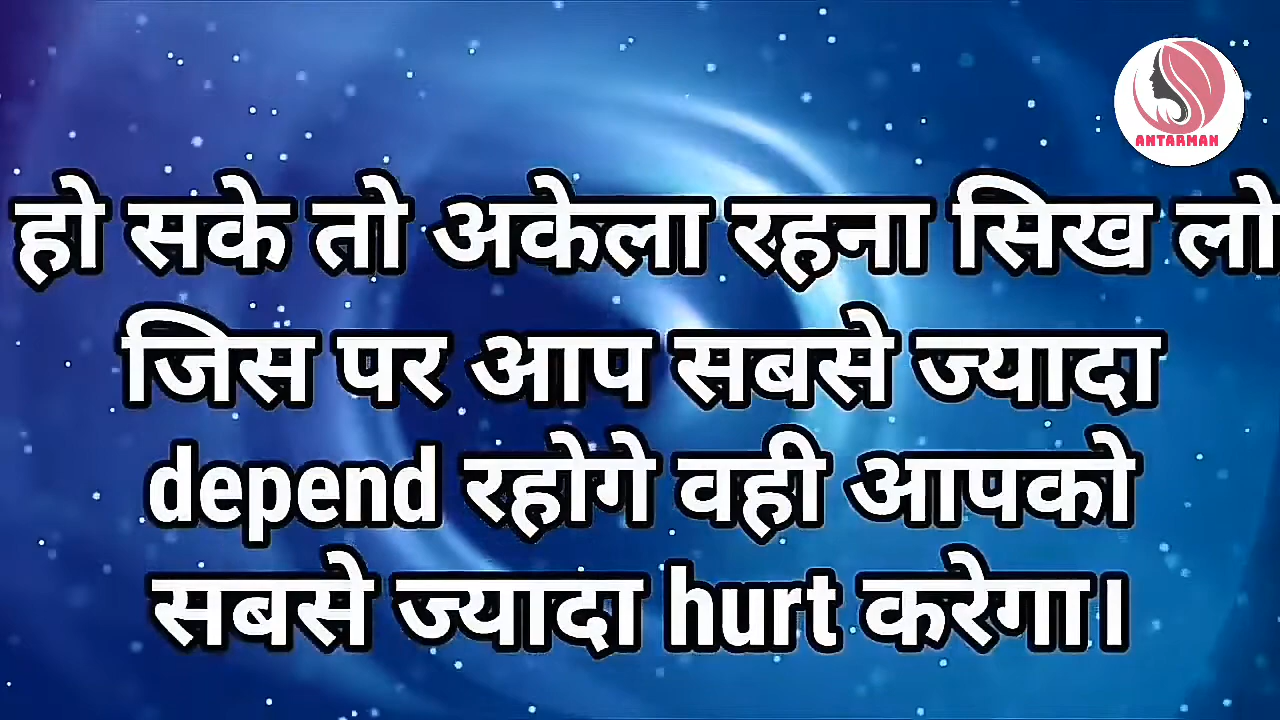 ANTARMAN
हो सके तो अकेला रहना सिख लो
जिस पर आप सबसे ज्यादा
depend रहोगे वही आपको
सबसे ज्यादा hurt करेगा।